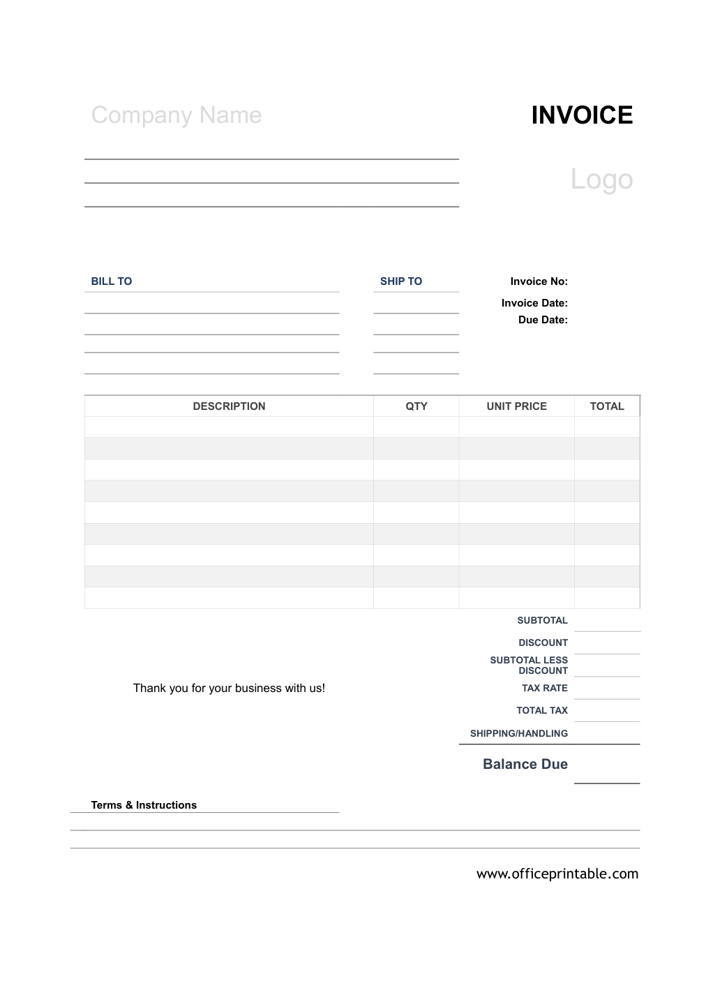 Company Name
INVOICE
Logo
BILL TO
SHIP TO
Invoice No:
Invoice Date:
Due Date:
DESCRIPTION QTY UNIT PRICE TOTAL
SUBTOTAL
DISCOUNT
SUBTOTAL LESS
DISCOUNT
Thank you for your business with us!
TAX RATE
TOTAL TAX
SHIPPING/HANDLING
Balance Due
Terms & Instructions
www.officeprintable.com